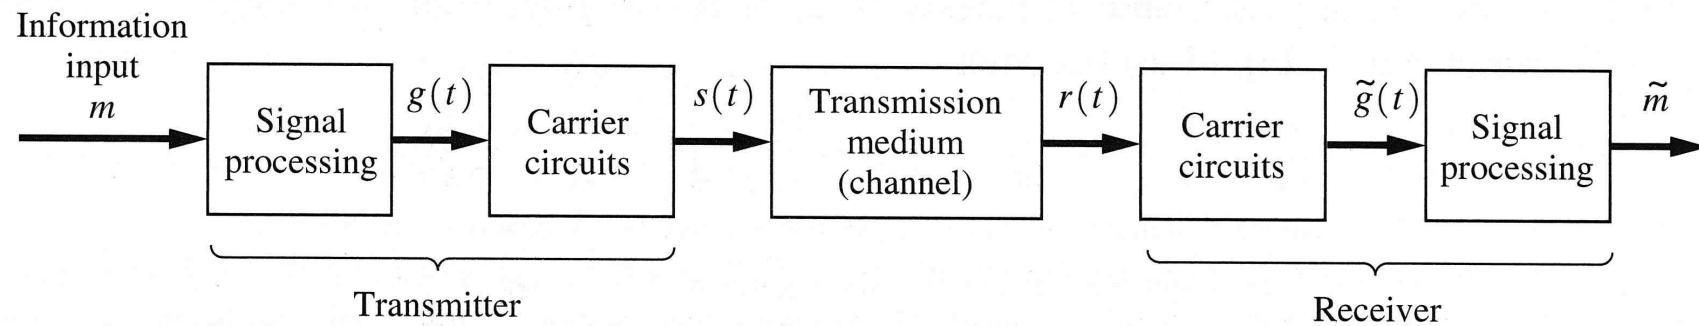 Information
input
m
Signal
processing
g(t)
Carrier
circuits
s(t)
Transmission
medium
(channel)
r(t)
Carrier
circuits
g̃(t)
Signal
processing
m̃
Transmitter
Receiver